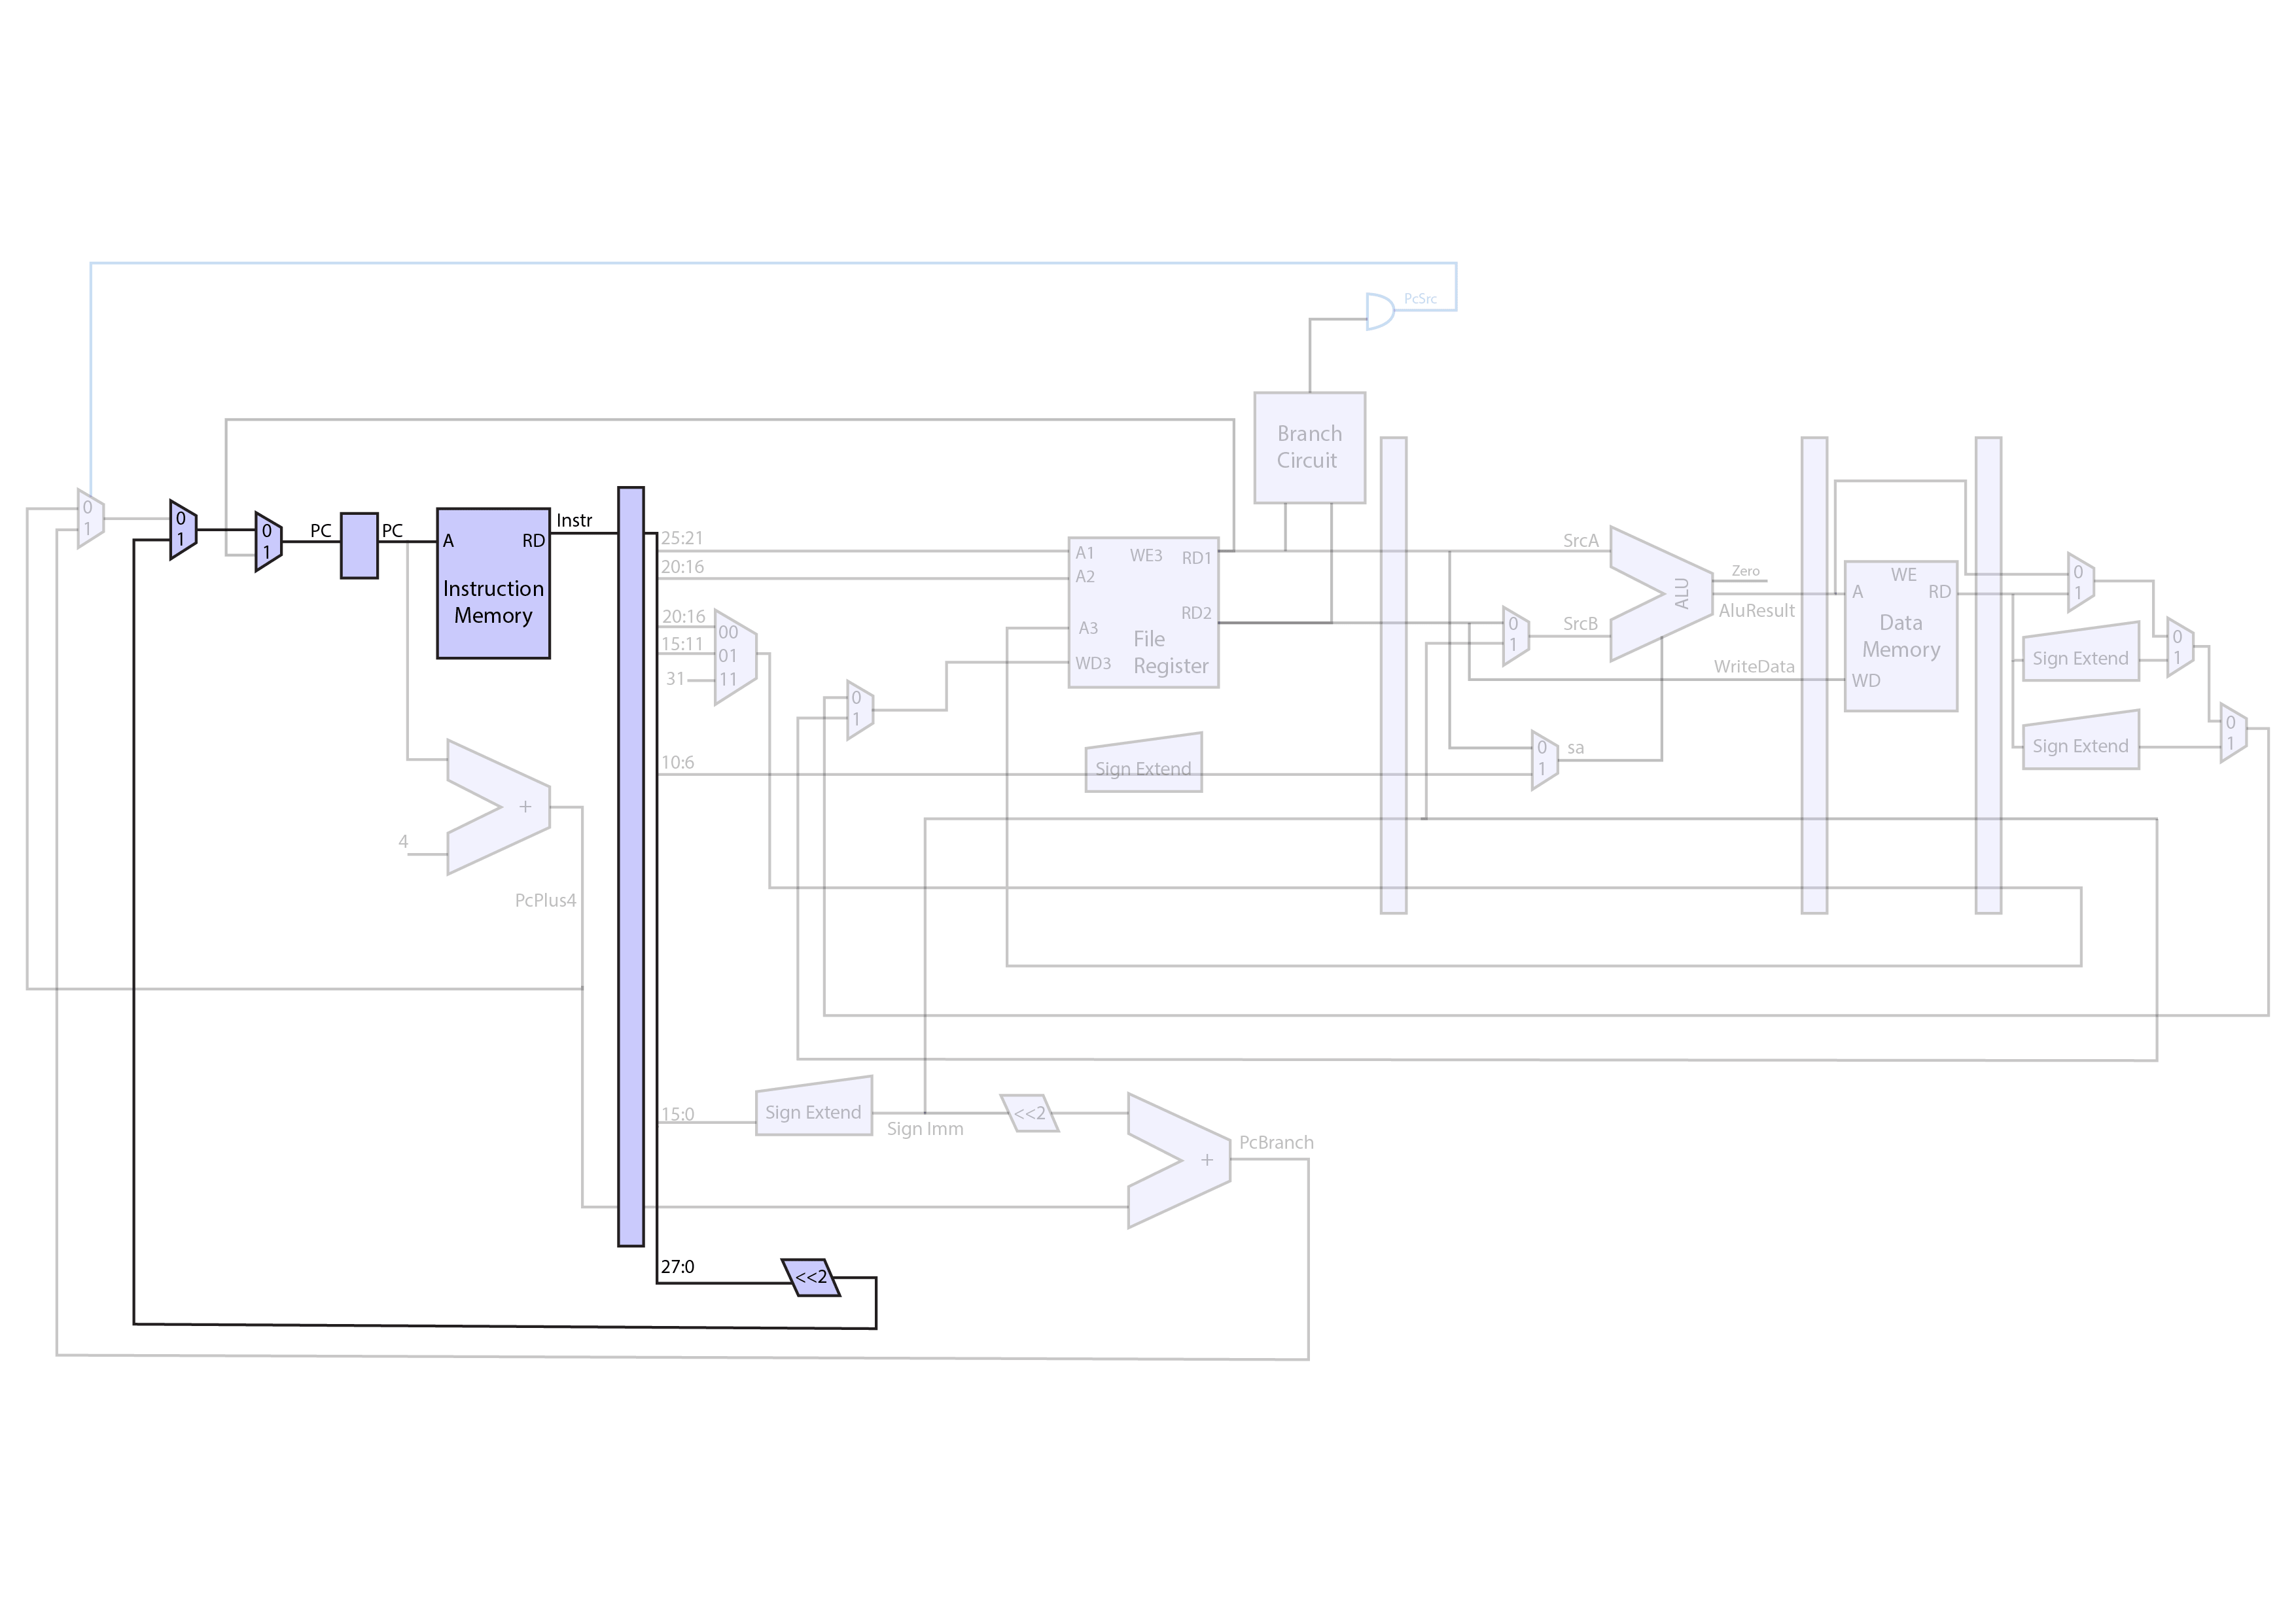 PcSrc
Branch
Circuit
0
1
0
1
0
1
PC
PC
A
RD
Instruction
Memory
Instr
25:21
20:16
20:16
15:11
31
00
01
11
A1
WE3
RD1
A2
RD2
A3
File
Register
WD3
0
1
SrcA
SrcB
0
1
ALU
Zero
AluResult
WriteData
A
WE
RD
Data
Memory
WD
0
1
Sign Extend
0
1
Sign Extend
0
1
10:6
Sign Extend
0
1
sa
+
4
PcPlus4
15:0
Sign Extend
Sign Imm
<<2
+
PcBranch
27:0
<<2